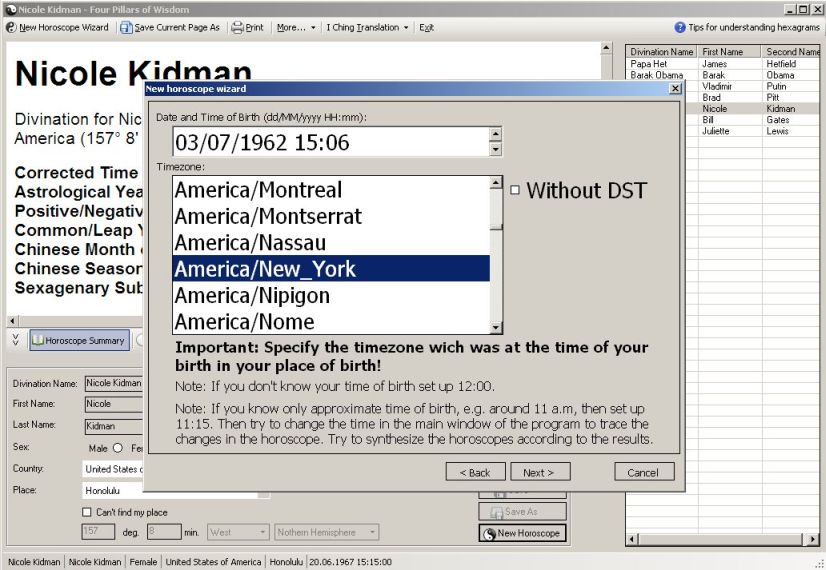 Nicole Kidman - Four Pillars of Wisdom
New Horoscope Wizard Save Current Page As Print More... I Ching Translation Exit Tips for understanding hexagrams
Nicole Kidman
Divination for Nic
America (157° 8'
Corrected Time
Astrological Yea
Positive/Negativ
Common/Leap Y
Chinese Month
Chinese Season
Sexagenary Sub
Divination Name First Name Second Name
Papa Het James Hetfield
Barak Obama Barak Obama
Vladimir Putin
Brad Pitt
Nicole Kidman
Bill Gates
Juliette Lewis
New horoscope wizard
Date and Time of Birth (dd/MM/yyyy HH:mm):
03/07/1962 15:06
Timezone:
America/Montreal
America/Montserrat
America/Nassau
America/New_York
America/Nipigon
America/Nome
Without DST
Important: Specify the timezone wich was at the time of your
birth in your place of birth!
Note: If you don't know your time of birth set up 12:00.
Note: If you know only approximate time of birth, e.g. around 11 a.m, then set up
11:15. Then try to change the time in the main window of the program to trace the
changes in the horoscope. Try to synthesize the horoscopes according to the results.
< Back Next > Cancel
Horoscope Summary
Divination Name: Nicole Kidman
First Name: Nicole
Last Name: Kidman
Sex: Male Fe
Country: United States
Place: Honolulu
Can't find my place
157 deg. 8 min. West Nothern Hemisphere
Save As
New Horoscope
Nicole Kidman Nicole Kidman Female United States of America Honolulu 20.06.1967 15:15:00